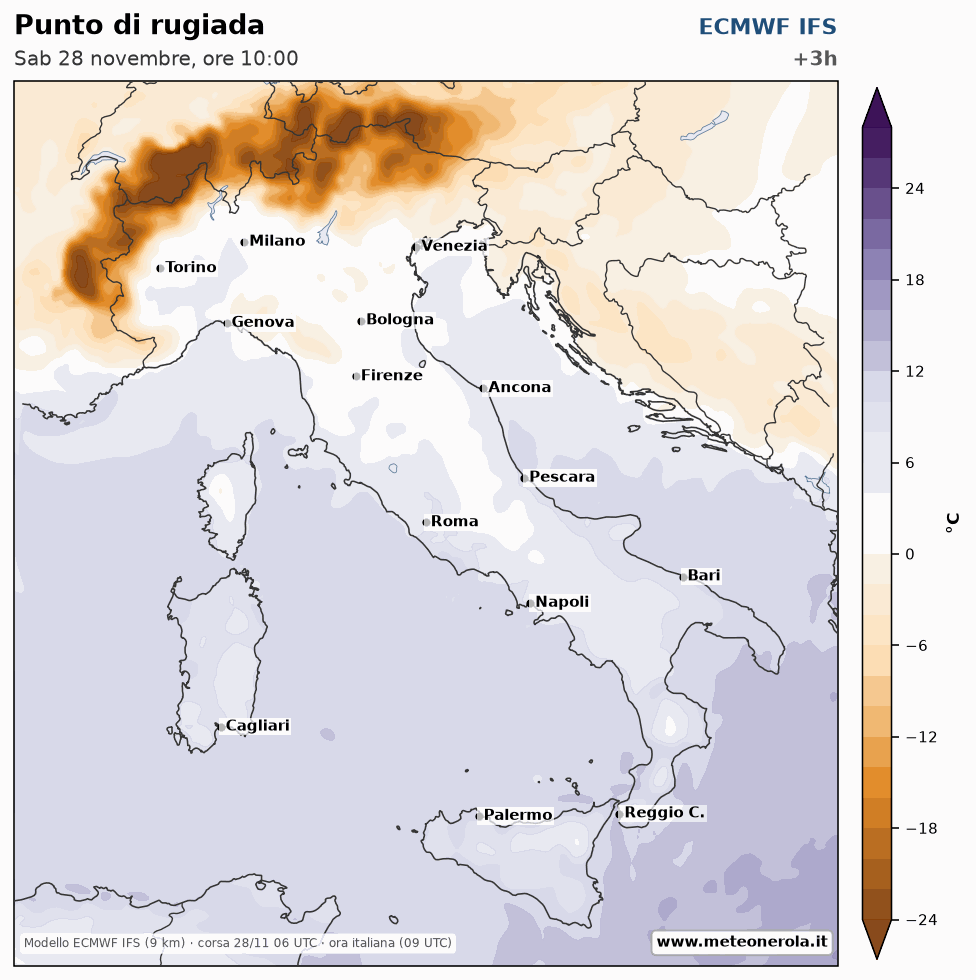 Punto di rugiada
ECMWF IFS
Sab 28 novembre, ore 10:00
+3h
Milano
Venezia
Torino
Genova
Bologna
Firenze
Ancona
Pescara
Roma
Bari
Napoli
Cagliari
Palermo
Reggio C.
24
18
12
6
0
−6
−12
−18
−24
°C
Modello ECMWF IFS (9 km) · corsa 28/11 06 UTC · ora italiana (09 UTC)
www.meteonerola.it